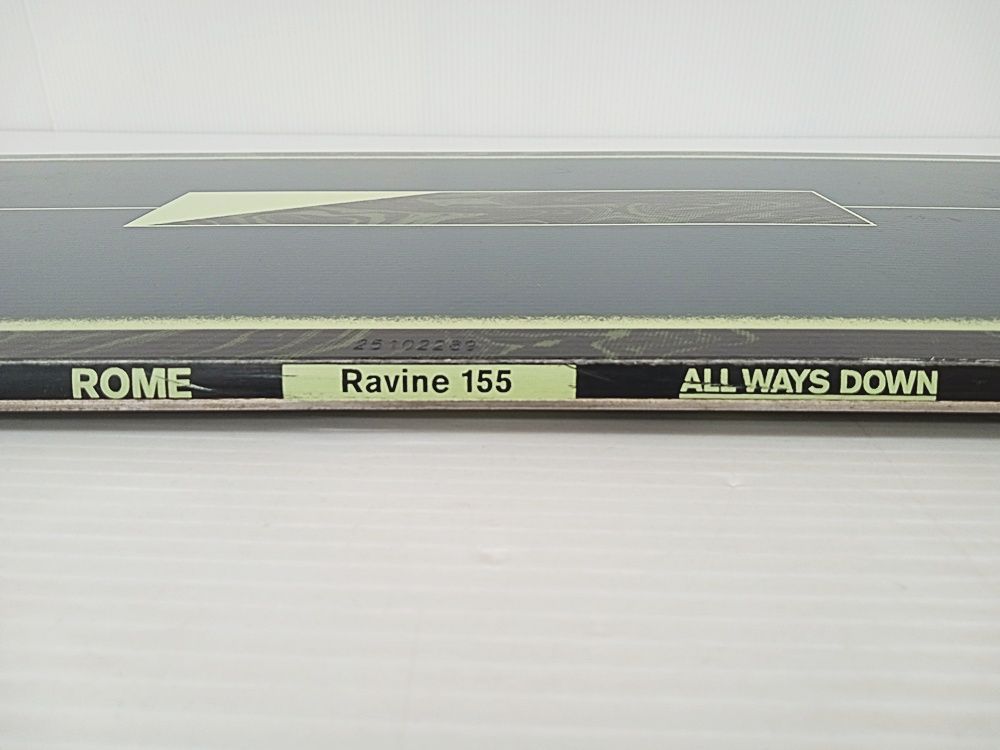 25102289
ROME Ravine 155 ALL WAYS DOWN